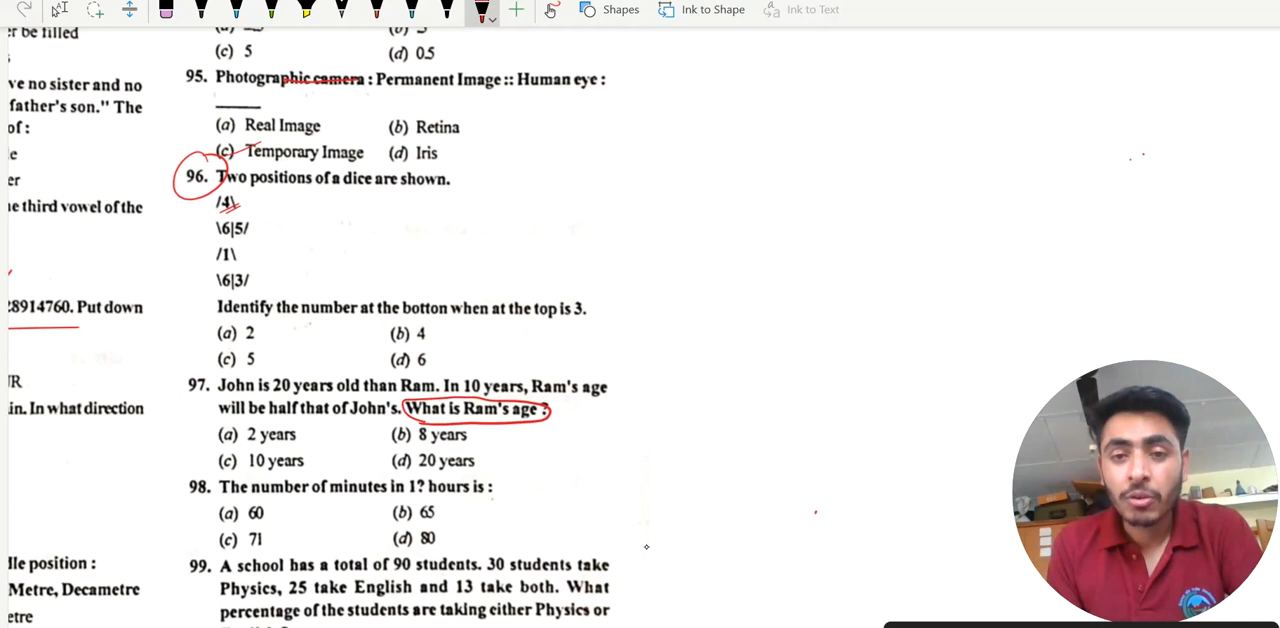 Shapes Ink to Shape Ink to Text
er be filled
ve no sister and no
father's son." The
of :
le
er
ne third vowel of the
28914760. Put down
JR
in. In what direction
lle position :
Metre, Decametre
etre
(c) 5 (d) 0.5
95. Photographic camera : Permanent Image :: Human eye :
(a) Real Image (b) Retina
(c) Temporary Image (d) Iris
96. Two positions of a dice are shown.
/4\
\6|5/
/1\
\6|3/
Identify the number at the botton when at the top is 3.
(a) 2 (b) 4
(c) 5 (d) 6
97. John is 20 years old than Ram. In 10 years, Ram's age
will be half that of John's. What is Ram's age ?
(a) 2 years (b) 8 years
(c) 10 years (d) 20 years
98. The number of minutes in 1? hours is :
(a) 60 (b) 65
(c) 71 (d) 80
99. A school has a total of 90 students. 30 students take
Physics, 25 take English and 13 take both. What
percentage of the students are taking either Physics or